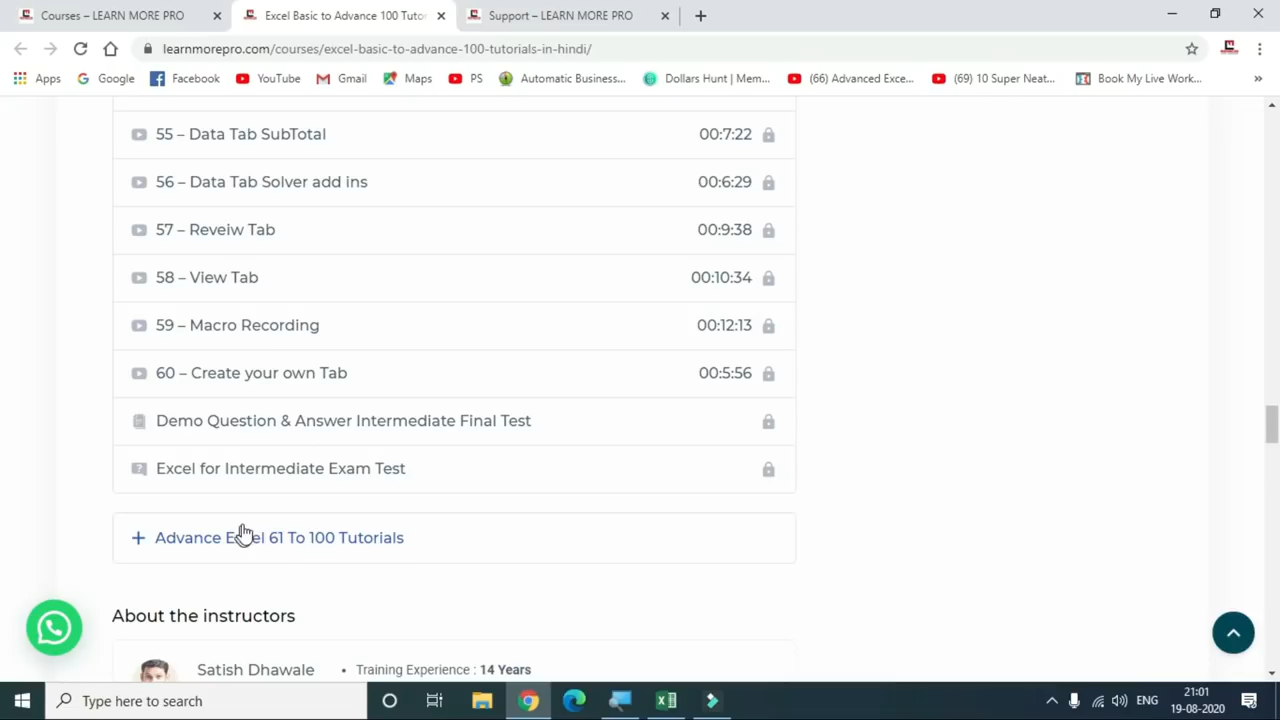 Courses – LEARN MORE PRO
Excel Basic to Advance 100 Tutor
Support – LEARN MORE PRO
learnmorepro.com/courses/excel-basic-to-advance-100-tutorials-in-hindi/
Apps
Google
Facebook
YouTube
Gmail
Maps
PS
Automatic Business...
Dollars Hunt | Mem...
(66) Advanced Exce...
(69) 10 Super Neat...
Book My Live Work...
»
55 – Data Tab SubTotal 00:7:22
56 – Data Tab Solver add ins 00:6:29
57 – Reveiw Tab 00:9:38
58 – View Tab 00:10:34
59 – Macro Recording 00:12:13
60 – Create your own Tab 00:5:56
Demo Question & Answer Intermediate Final Test
Excel for Intermediate Exam Test
+ Advance Excel 61 To 100 Tutorials
About the instructors
Satish Dhawale • Training Experience : 14 Years
Type here to search
ENG
21:01
19-08-2020